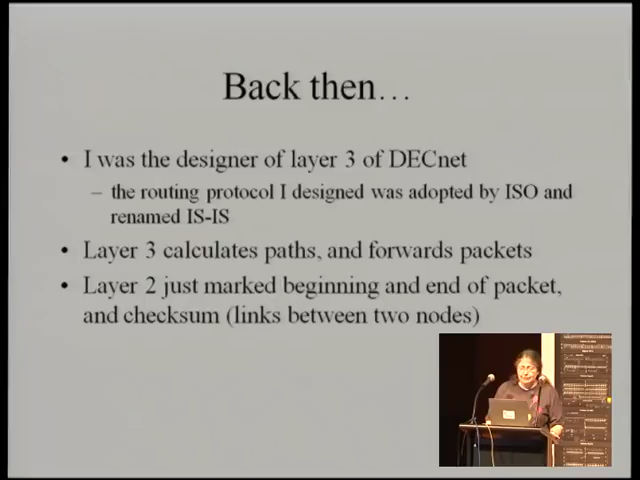 Back then…
• I was the designer of layer 3 of DECnet
– the routing protocol I designed was adopted by ISO and
renamed IS-IS
• Layer 3 calculates paths, and forwards packets
• Layer 2 just marked beginning and end of packet,
and checksum (links between two nodes)